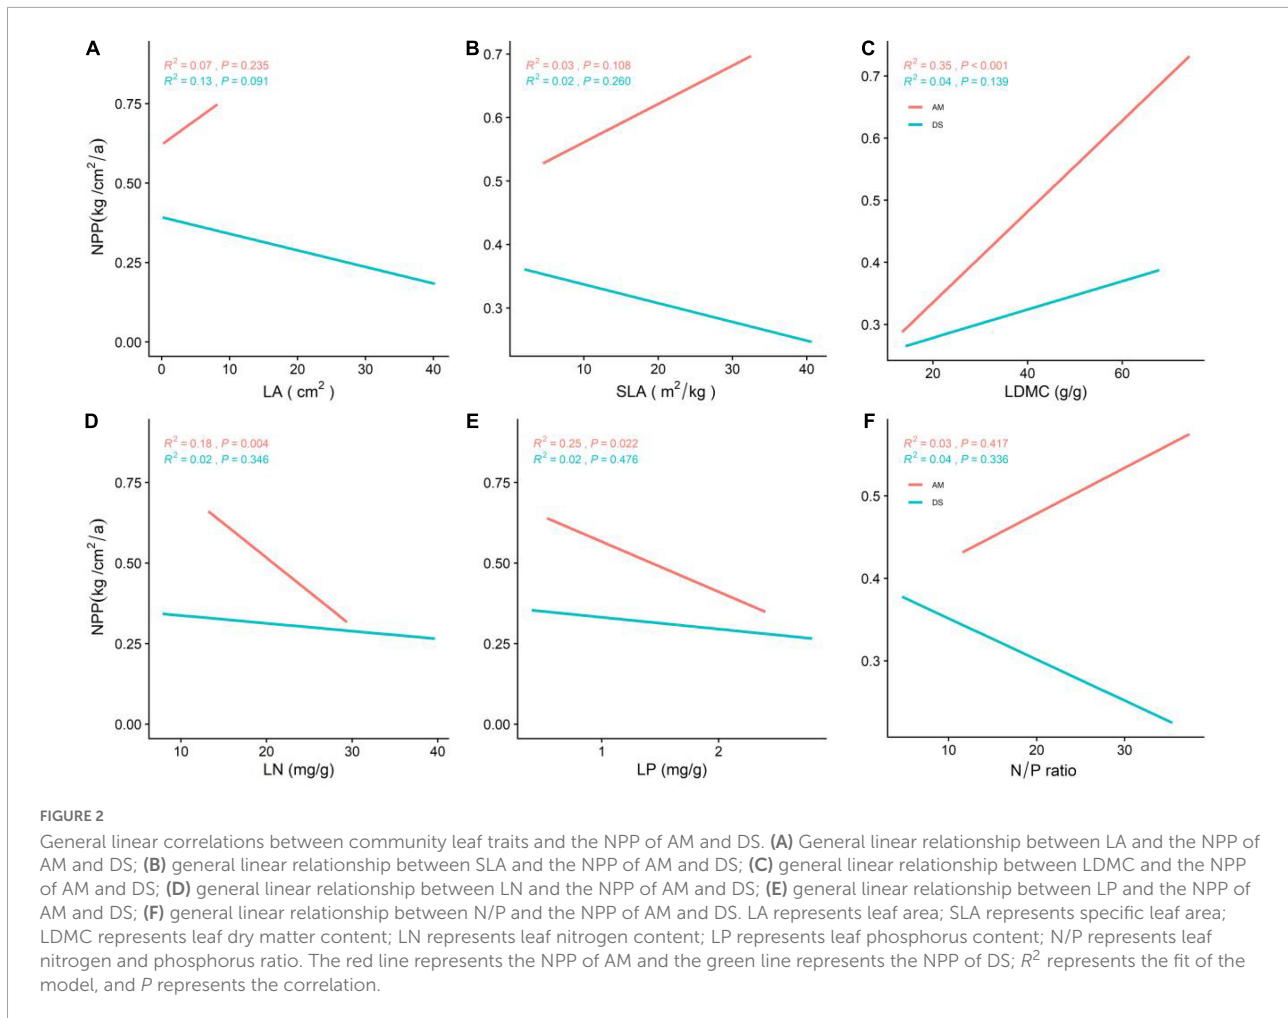 A
R² = 0.07 , P = 0.235
R² = 0.13 , P = 0.091
NPP(kg/cm²/a)
0.75
0.50
0.25
0.00
0 10 20 30 40
LA ( cm² )
B
R² = 0.03 , P = 0.108
R² = 0.02 , P = 0.260
0.7
0.6
0.5
0.4
0.3
0 10 20 30 40
SLA ( m²/kg )
C
R² = 0.35 , P < 0.001
R² = 0.04 , P = 0.139
AM
DS
0.7
0.6
0.5
0.4
0.3
20 40 60
LDMC (g/g)
D
R² = 0.18 , P = 0.004
R² = 0.02 , P = 0.346
NPP(kg/cm²/a)
0.75
0.50
0.25
0.00
10 20 30 40
LN (mg/g)
E
R² = 0.25 , P = 0.022
R² = 0.02 , P = 0.476
0.75
0.50
0.25
0.00
1 2
LP (mg/g)
F
R² = 0.03 , P = 0.417
R² = 0.04 , P = 0.336
AM
DS
0.5
0.4
0.3
10 20 30
N/P ratio
FIGURE 2
General linear correlations between community leaf traits and the NPP of AM and DS. (A) General linear relationship between LA and the NPP of
AM and DS; (B) general linear relationship between SLA and the NPP of AM and DS; (C) general linear relationship between LDMC and the NPP
of AM and DS; (D) general linear relationship between LN and the NPP of AM and DS; (E) general linear relationship between LP and the NPP of
AM and DS; (F) general linear relationship between N/P and the NPP of AM and DS. LA represents leaf area; SLA represents specific leaf area;
LDMC represents leaf dry matter content; LN represents leaf nitrogen content; LP represents leaf phosphorus content; N/P represents leaf
nitrogen and phosphorus ratio. The red line represents the NPP of AM and the green line represents the NPP of DS; R² represents the fit of the
model, and P represents the correlation.